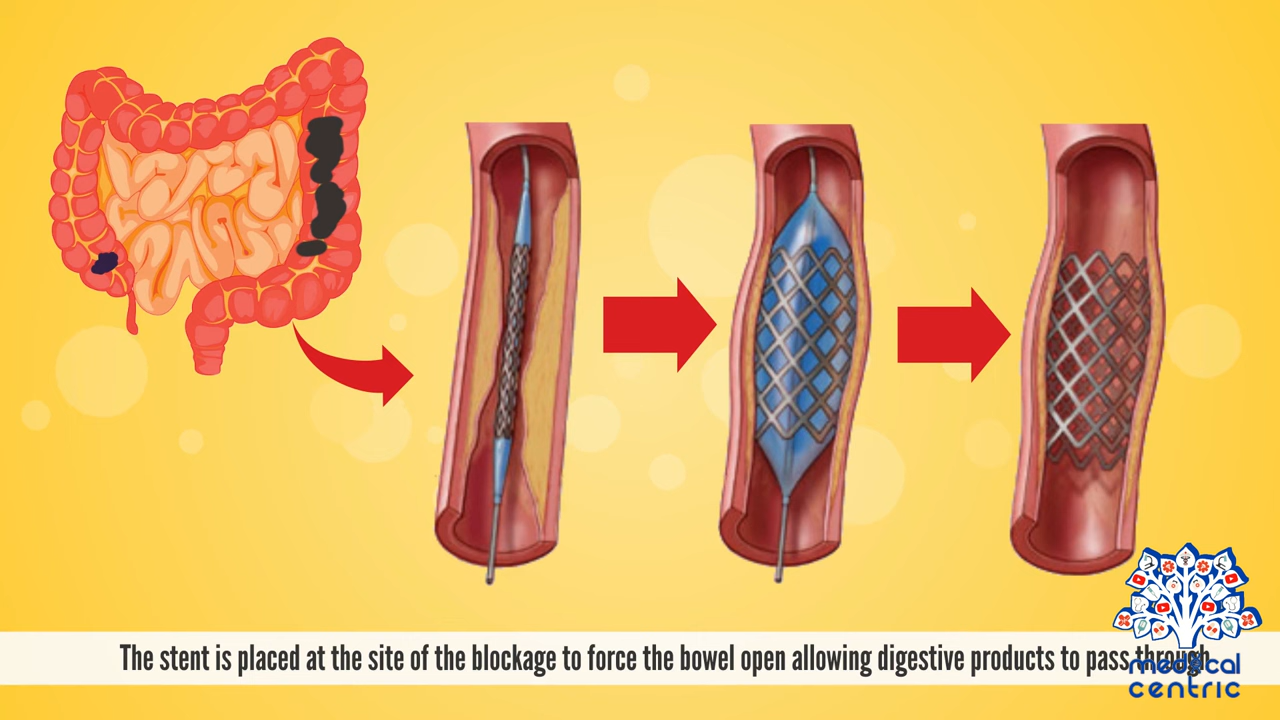 The stent is placed at the site of the blockage to force the bowel open allowing digestive products to pass through
medical
centric